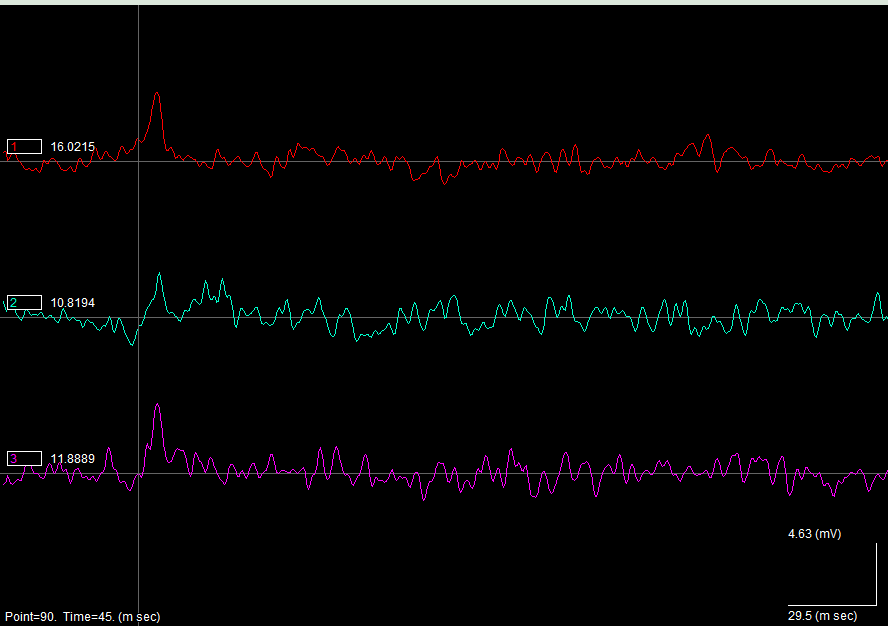 1 16.0215
2 10.8194
3 11.8889
4.63 (mV)
Point=90. Time=45. (m sec)
29.5 (m sec)